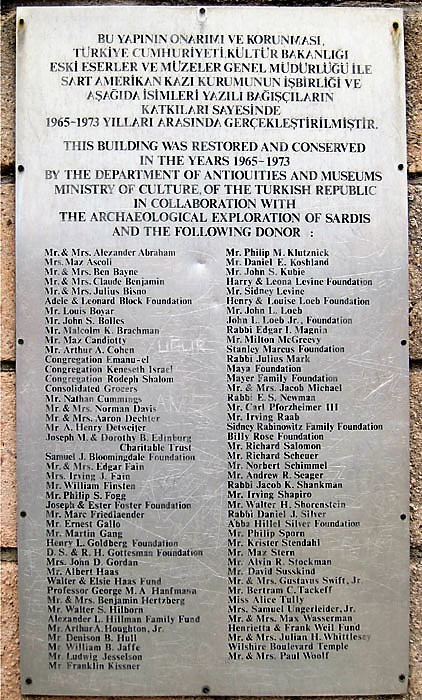 BU YAPININ ONARIMI VE KORUNMASI,
TÜRKİYE CUMHURİYETİ KÜLTÜR BAKANLIĞI
ESKİ ESERLER VE MÜZELER GENEL MÜDÜRLÜĞÜ İLE
SART AMERİKAN KAZI KURUMUNUN İŞBİRLİĞİ VE
AŞAĞIDA İSİMLERİ YAZILI BAĞIŞÇILARIN
KATKILARI SAYESİNDE
1965-1973 YILLARI ARASINDA GERÇEKLEŞTİRİLMİŞTİR.
THIS BUILDING WAS RESTORED AND CONSERVED
IN THE YEARS 1965-1973
BY THE DEPARTMENT OF ANTIOUITIES AND MUSEUMS
MINISTRY OF CULTURE, OF THE TURKISH REPUBLIC
IN COLLABORATION WITH
THE ARCHAEOLOGICAL EXPLORATION OF SARDIS
AND THE FOLLOWING DONOR :
Mr. & Mrs. Alexander Abraham
Mrs. Maz Ascoli
Mr. & Mrs. Ben Bayne
Mr. & Mrs. Claude Benjamin
Mr. & Mrs. Julius Bisno
Adele & Leonard Block Foundation
Mr. Louis Boyar
Mr. John S. Bolles
Mr. Malcolm K. Brachman
Mr. Max Candiotty
Mr. Arthur A. Cohen
Congregation Emanu-el
Congregation Keneseth Israel
Congregation Rodeph Shalom
Consolidated Grocers
Mr. Nathan Cummings
Mr. & Mrs. Norman Davis
Mr. & Mrs. Aaron Dechter
Mr A. Henry Detweiler
Joseph M. & Dorothy B. Edinburg
Charitable Trust
Samuel J. Bloomingdale Foundation
Mr. & Mrs. Edgar Fain
Mrs. Irving J. Fain
Mr. William Finsten
Mr. Philip S. Fogg
Joseph & Ester Foster Foundation
Mr. Marc Friedlaender
Mr. Ernest Gallo
Mr. Martin Gang
Henry L. Goldberg Foundation
D. S. & R. H. Gottesman Foundation
Mrs. John D. Gordan
Mr. Albert Haas
Walter & Elsie Haas Fund
Professor George M. A Hanfmann
Mr. & Mrs. Benjamin Hertzberg
Mr. Walter S. Hilborn
Alexander L. Hillman Family Fund
Mr. Arthur A. Houghton, Jr.
Mr Denison B. Hull
Mr William B. Jaffe
Mr Ludwig Jesselson
Mr Franklin Kissner
Mr. Philip M. Klutznick
Mr. Daniel E. Koshland
Mr. John S. Kubie
Harry & Leona Levine Foundation
Mr. Sidney Levine
Henry & Louise Loeb Foundation
Mr. John L. Loeb
John L. Loeb Jr., Foundation
Rabbi Edgar I. Magnin
Mr. Milton McGreevy
Stanley Marcus Foundation
Rabbi Julius Mark
Maya Foundation
Mayer Family Foundation
Mr. & Mrs. Jacob Michael
Rabbi E. S. Newman
Mr. Carl Pforzheimer III
Mr. Irving Raab
Sidney Rabinowitz Family Foundation
Billy Rose Foundation
Mr. Richard Salomon
Mr. Richard Scheuer
Mr. Norbert Schimmel
Mr. Andrew R. Seager
Rabbi Jacob K. Shankman
Mr. Irving Shapiro
Mr. Walter H. Shorenstein
Rabbi Daniel J. Silver
Abba Hillel Silver Foundation
Mr. Philip Sporn
Mr. Krister Stendahl
Mr. Max Stern
Mr. Alvin R. Stockman
Mr. David Susskind
Mr. & Mrs. Gustavus Swift, Jr.
Mr. Bertram C. Tackeff
Miss Alice Tully
Mrs. Samuel Ungerleider, Jr.
Mr. & Mrs. Max Wasserman
Henrietta & Frank Weil Fund
Mr. & Mrs. Julian H. Whittlesey
Wilshire Boulevard Temple
Mr. & Mrs. Paul Woolf